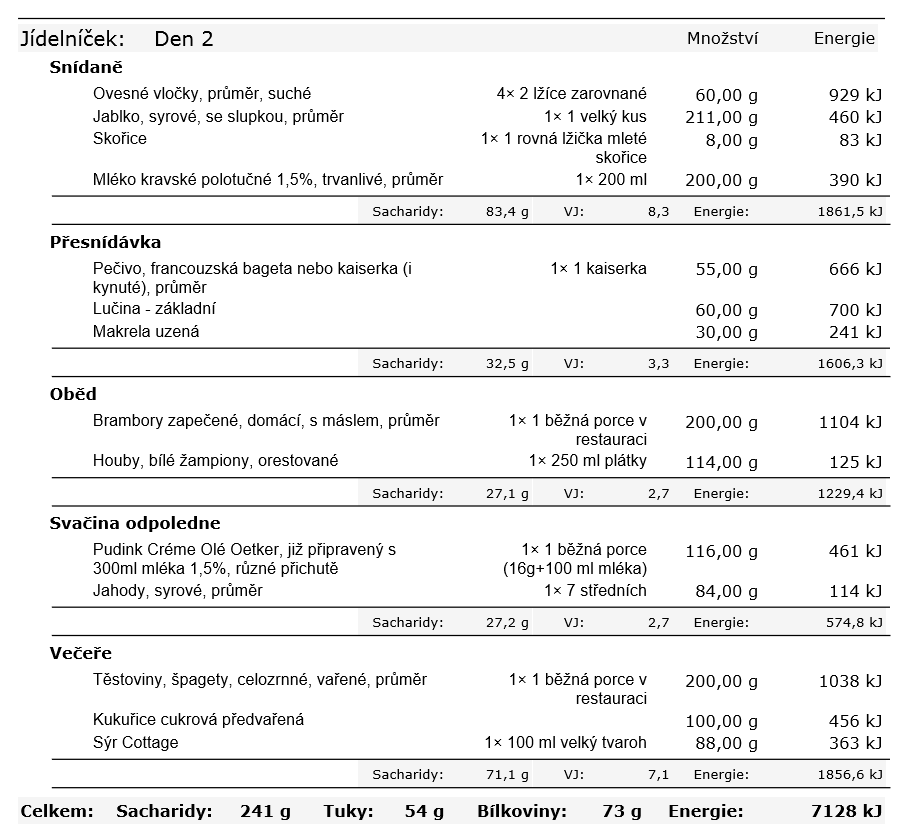 Jídelníček: Den 2 Množství Energie
Snídaně
Ovesné vločky, průměr, suché 4× 2 lžíce zarovnané 60,00 g 929 kJ
Jablko, syrové, se slupkou, průměr 1× 1 velký kus 211,00 g 460 kJ
Skořice 1× 1 rovná lžička mleté 8,00 g 83 kJ
skořice
Mléko kravské polotučné 1,5%, trvanlivé, průměr 1× 200 ml 200,00 g 390 kJ
Sacharidy: 83,4 g VJ: 8,3 Energie: 1861,5 kJ
Přesnídávka
Pečivo, francouzská bageta nebo kaiserka (i 1× 1 kaiserka 55,00 g 666 kJ
kynuté), průměr
Lučina - základní 60,00 g 700 kJ
Makrela uzená 30,00 g 241 kJ
Sacharidy: 32,5 g VJ: 3,3 Energie: 1606,3 kJ
Oběd
Brambory zapečené, domácí, s máslem, průměr 1× 1 běžná porce v 200,00 g 1104 kJ
restauraci
Houby, bílé žampiony, orestované 1× 250 ml plátky 114,00 g 125 kJ
Sacharidy: 27,1 g VJ: 2,7 Energie: 1229,4 kJ
Svačina odpoledne
Pudink Créme Olé Oetker, již připravený s 1× 1 běžná porce 116,00 g 461 kJ
300ml mléka 1,5%, různé přichutě (16g+100 ml mléka)
Jahody, syrové, průměr 1× 7 středních 84,00 g 114 kJ
Sacharidy: 27,2 g VJ: 2,7 Energie: 574,8 kJ
Večeře
Těstoviny, špagety, celozrnné, vařené, průměr 1× 1 běžná porce v 200,00 g 1038 kJ
restauraci
Kukuřice cukrová předvařená 100,00 g 456 kJ
Sýr Cottage 1× 100 ml velký tvaroh 88,00 g 363 kJ
Sacharidy: 71,1 g VJ: 7,1 Energie: 1856,6 kJ
Celkem: Sacharidy: 241 g Tuky: 54 g Bílkoviny: 73 g Energie: 7128 kJ